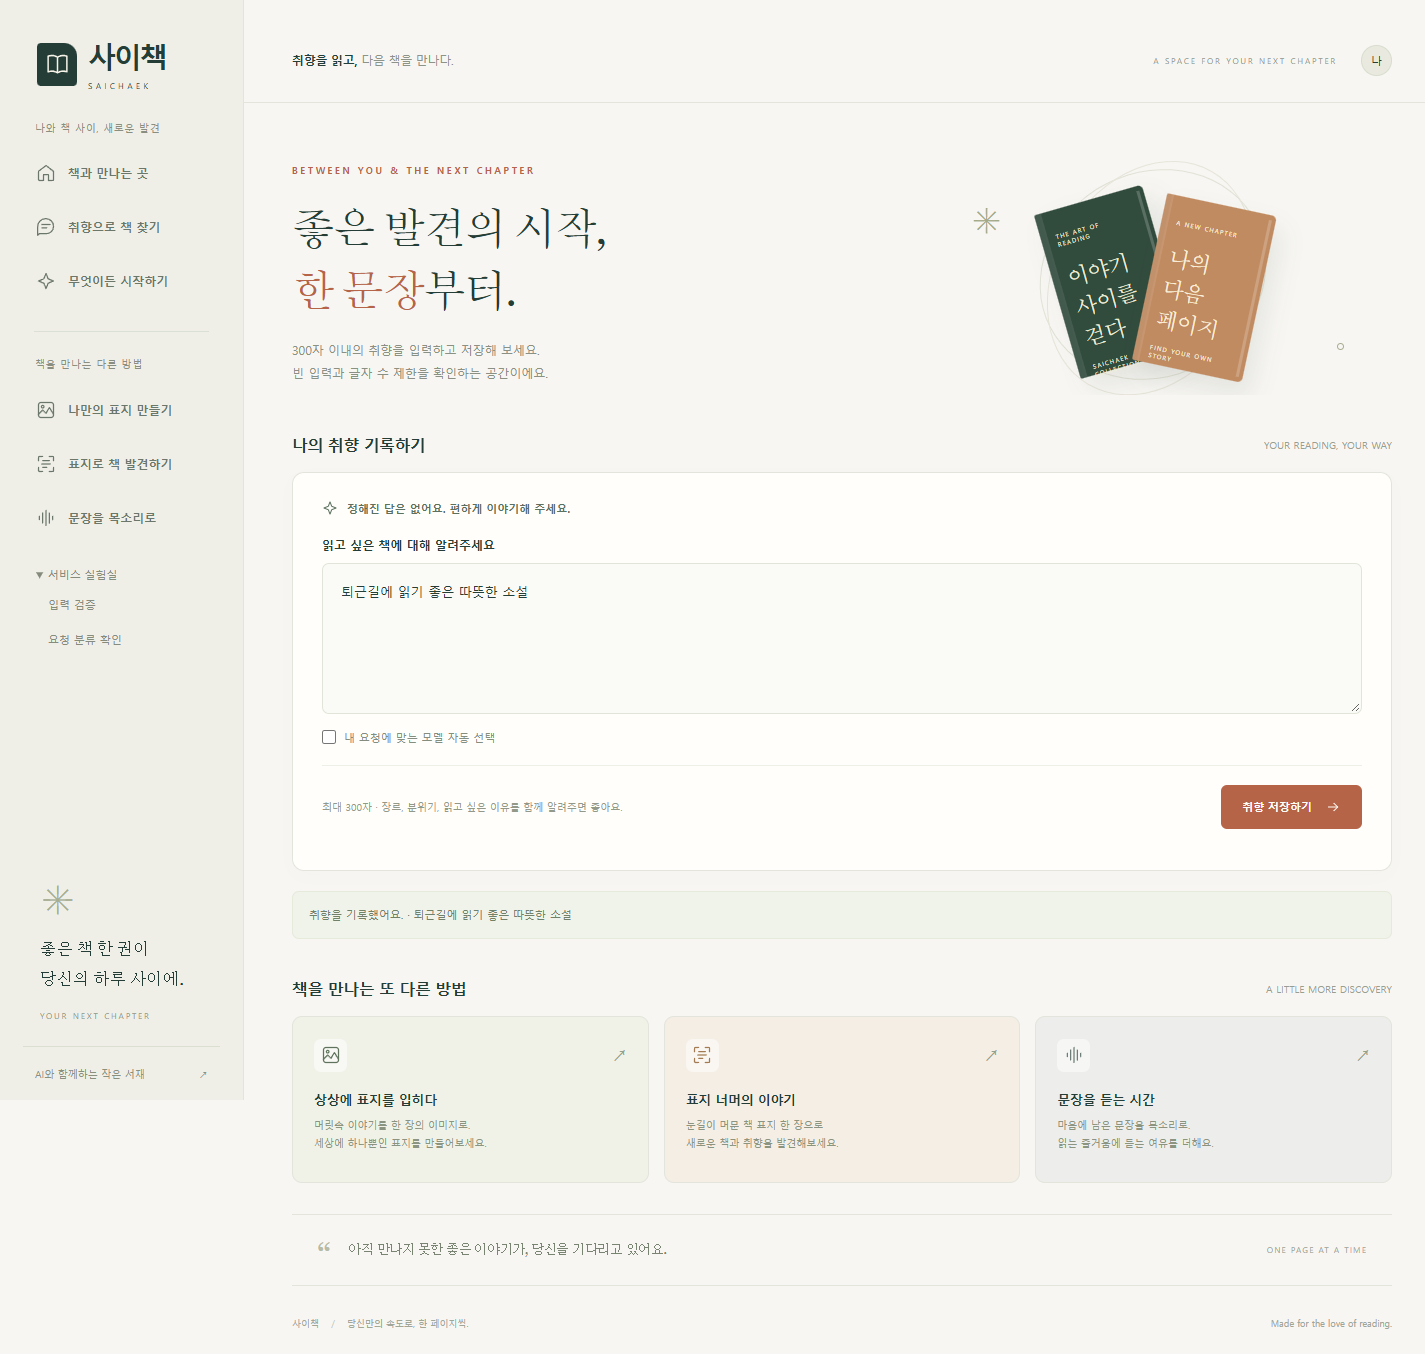 사이책
SAICHAEK
나와 책 사이, 새로운 발견
책과 만나는 곳
취향으로 책 찾기
무엇이든 시작하기
책을 만나는 다른 방법
나만의 표지 만들기
표지로 책 발견하기
문장을 목소리로
▼ 서비스 실험실
입력 검증
요청 분류 확인
좋은 책 한 권이
당신의 하루 사이에.
YOUR NEXT CHAPTER
AI와 함께하는 작은 서재 ↗
취향을 읽고, 다음 책을 만나다.
A SPACE FOR YOUR NEXT CHAPTER
나
BETWEEN YOU & THE NEXT CHAPTER
좋은 발견의 시작,
한 문장부터.
300자 이내의 취향을 입력하고 저장해 보세요.
빈 입력과 글자 수 제한을 확인하는 공간이에요.
THE ART OF
READING
이야기
사이를
걷다
SAICHAEK
COLLECTION
A NEW CHAPTER
나의
다음
페이지
FIND YOUR OWN
STORY
나의 취향 기록하기
YOUR READING, YOUR WAY
정해진 답은 없어요. 편하게 이야기해 주세요.
읽고 싶은 책에 대해 알려주세요
퇴근길에 읽기 좋은 따뜻한 소설
내 요청에 맞는 모델 자동 선택
최대 300자 · 장르, 분위기, 읽고 싶은 이유를 함께 알려주면 좋아요.
취향 저장하기 →
취향을 기록했어요. · 퇴근길에 읽기 좋은 따뜻한 소설
책을 만나는 또 다른 방법
A LITTLE MORE DISCOVERY
↗
상상에 표지를 입히다
머릿속 이야기를 한 장의 이미지로.
세상에 하나뿐인 표지를 만들어보세요.
↗
표지 너머의 이야기
눈길이 머문 책 표지 한 장으로
새로운 책과 취향을 발견해보세요.
↗
문장을 듣는 시간
마음에 남은 문장을 목소리로.
읽는 즐거움에 듣는 여유를 더해요.
“ 아직 만나지 못한 좋은 이야기가, 당신을 기다리고 있어요.
ONE PAGE AT A TIME
사이책 / 당신만의 속도로, 한 페이지씩.
Made for the love of reading.